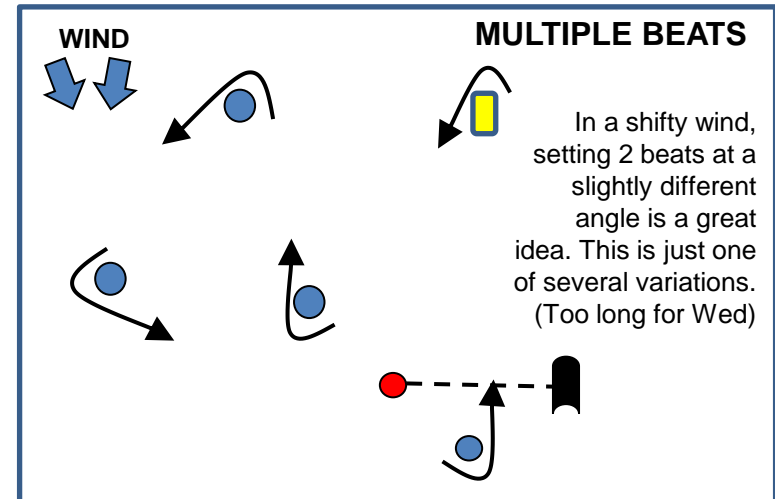 WIND
MULTIPLE BEATS
In a shifty wind,
setting 2 beats at a
slightly different
angle is a great
idea. This is just one
of several variations.
(Too long for Wed)